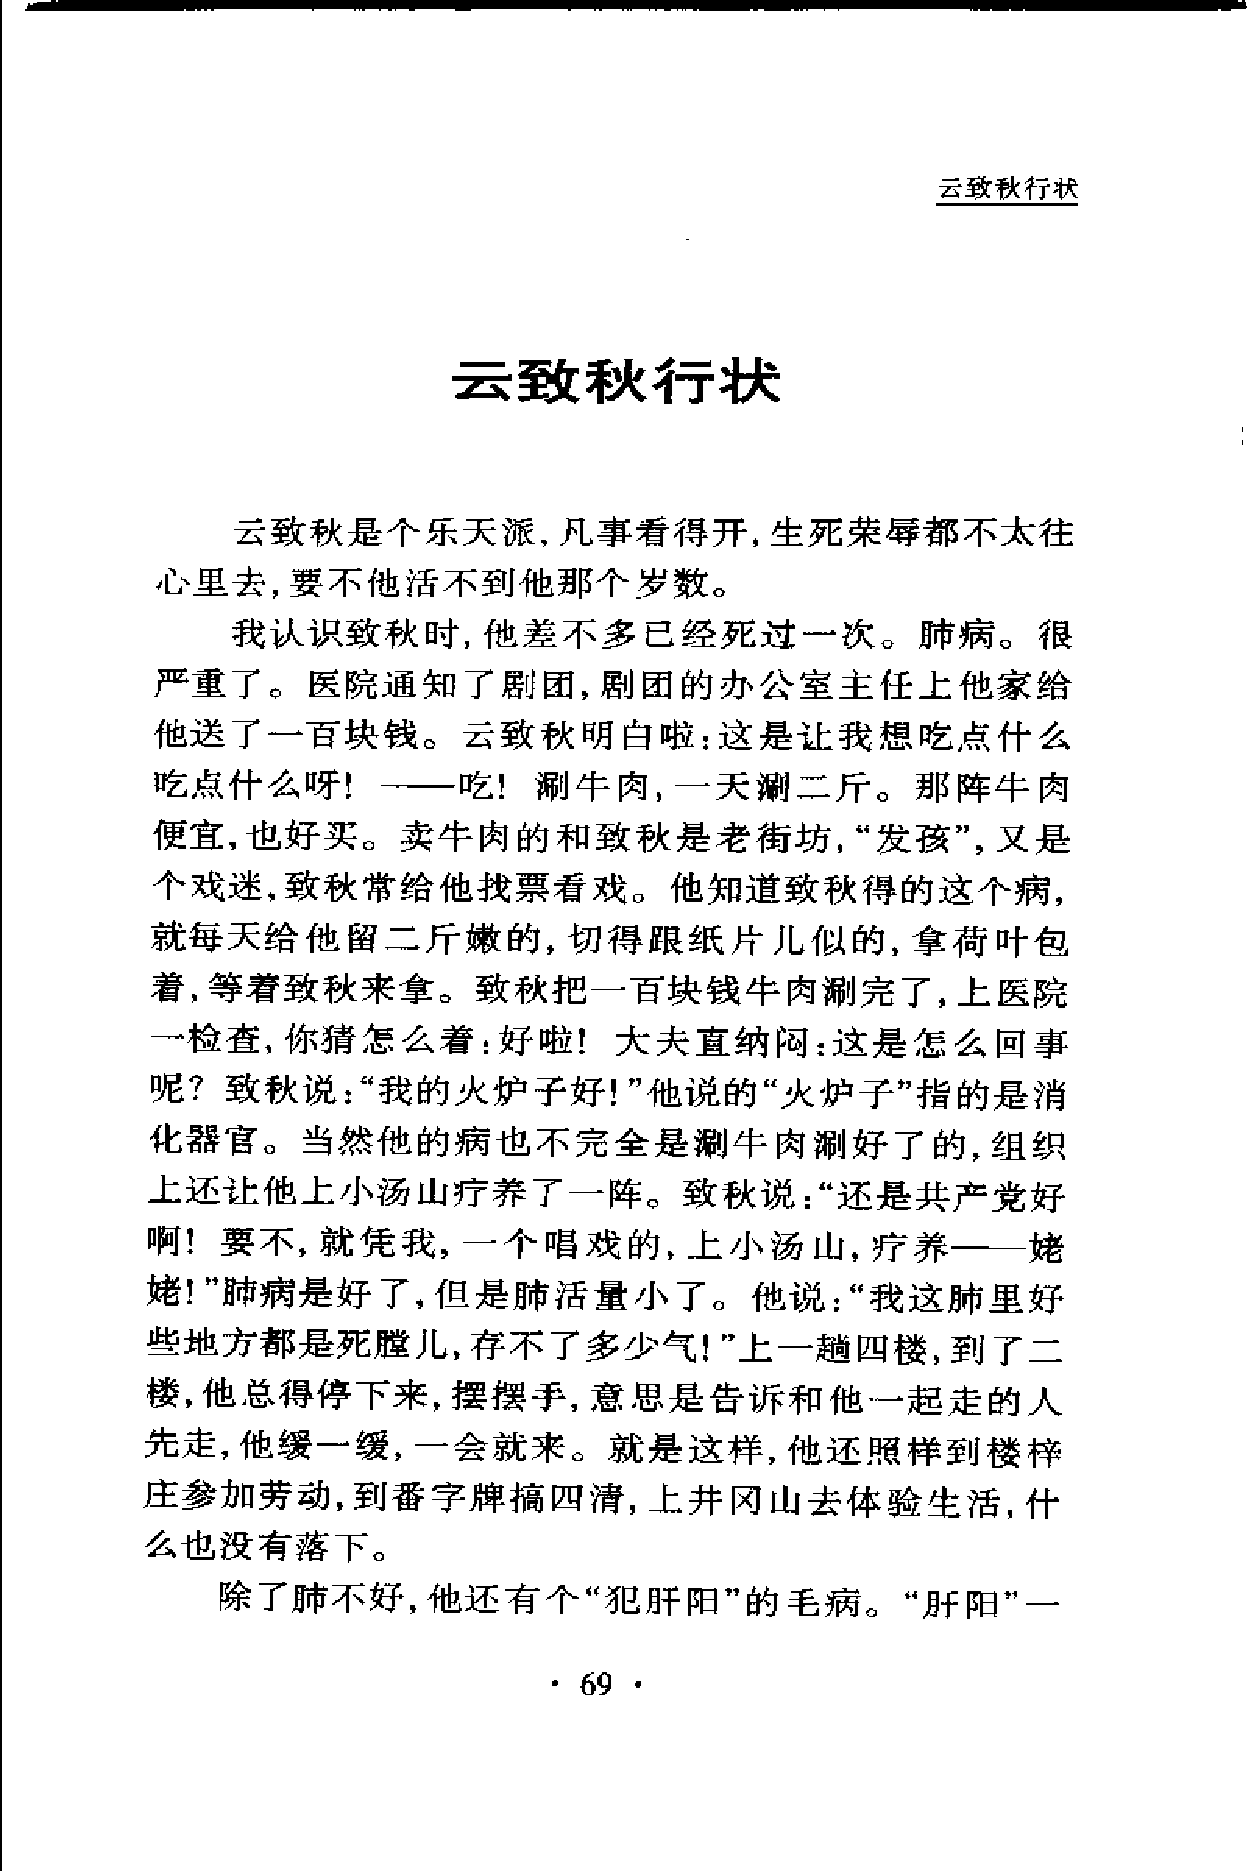 云致秋行状
云致秋行状
云致秋是个乐天派,凡事看得开,生死荣辱都不太往
心里去,要不他活不到他那个岁数。
我认识致秋时,他差不多已经死过一次。肺病。很
严重了。医院通知了剧团,剧团的办公室主任上他家给
他送了一百块钱。云致秋明白啦:这是让我想吃点什么
吃点什么呀!——吃!涮牛肉,一天涮二斤。那阵牛肉
便宜,也好买。卖牛肉的和致秋是老街坊,“发孩”,又是
个戏迷,致秋常给他找票看戏。他知道致秋得的这个病,
就每天给他留二斤嫩的,切得跟纸片儿似的,拿荷叶包
着,等着致秋来拿。致秋把一百块钱牛肉涮完了,上医院
一检查,你猜怎么着:好啦!大夫直纳闷:这是怎么回事
呢?致秋说:“我的火炉子好!”他说的“火炉子”指的是消
化器官。当然他的病也不完全是涮牛肉涮好了的,组织
上还让他上小汤山疗养了一阵。致秋说:“还是共产党好
啊!要不,就凭我,一个唱戏的,上小汤山,疗养——姥
姥!”肺病是好了,但是肺活量小了。他说:“我这肺里好
些地方都是死膛儿,存不了多少气!”上一趟四楼,到了二
楼,他总得停下来,摆摆手,意思是告诉和他一起走的人
先走,他缓一缓,一会就来。就是这样,他还照样到楼梓
庄参加劳动,到番字牌搞四清,上井冈山去体验生活,什
么也没有落下。
除了肺不好,他还有个“犯肝阳”的毛病。“肝阳”一
· 69 ·